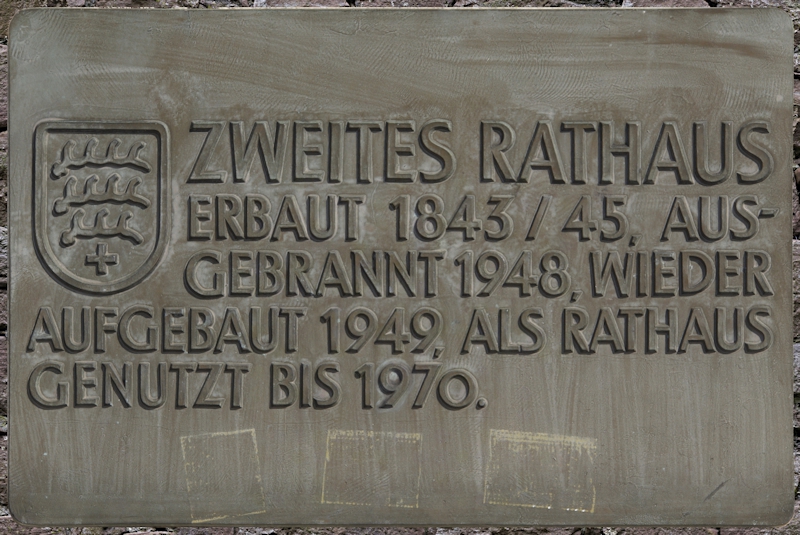 ZWEITES RATHAUS
ERBAUT 1843/45, AUS-
GEBRANNT 1948, WIEDER
AUFGEBAUT 1949, ALS RATHAUS
GENUTZT BIS 1970.